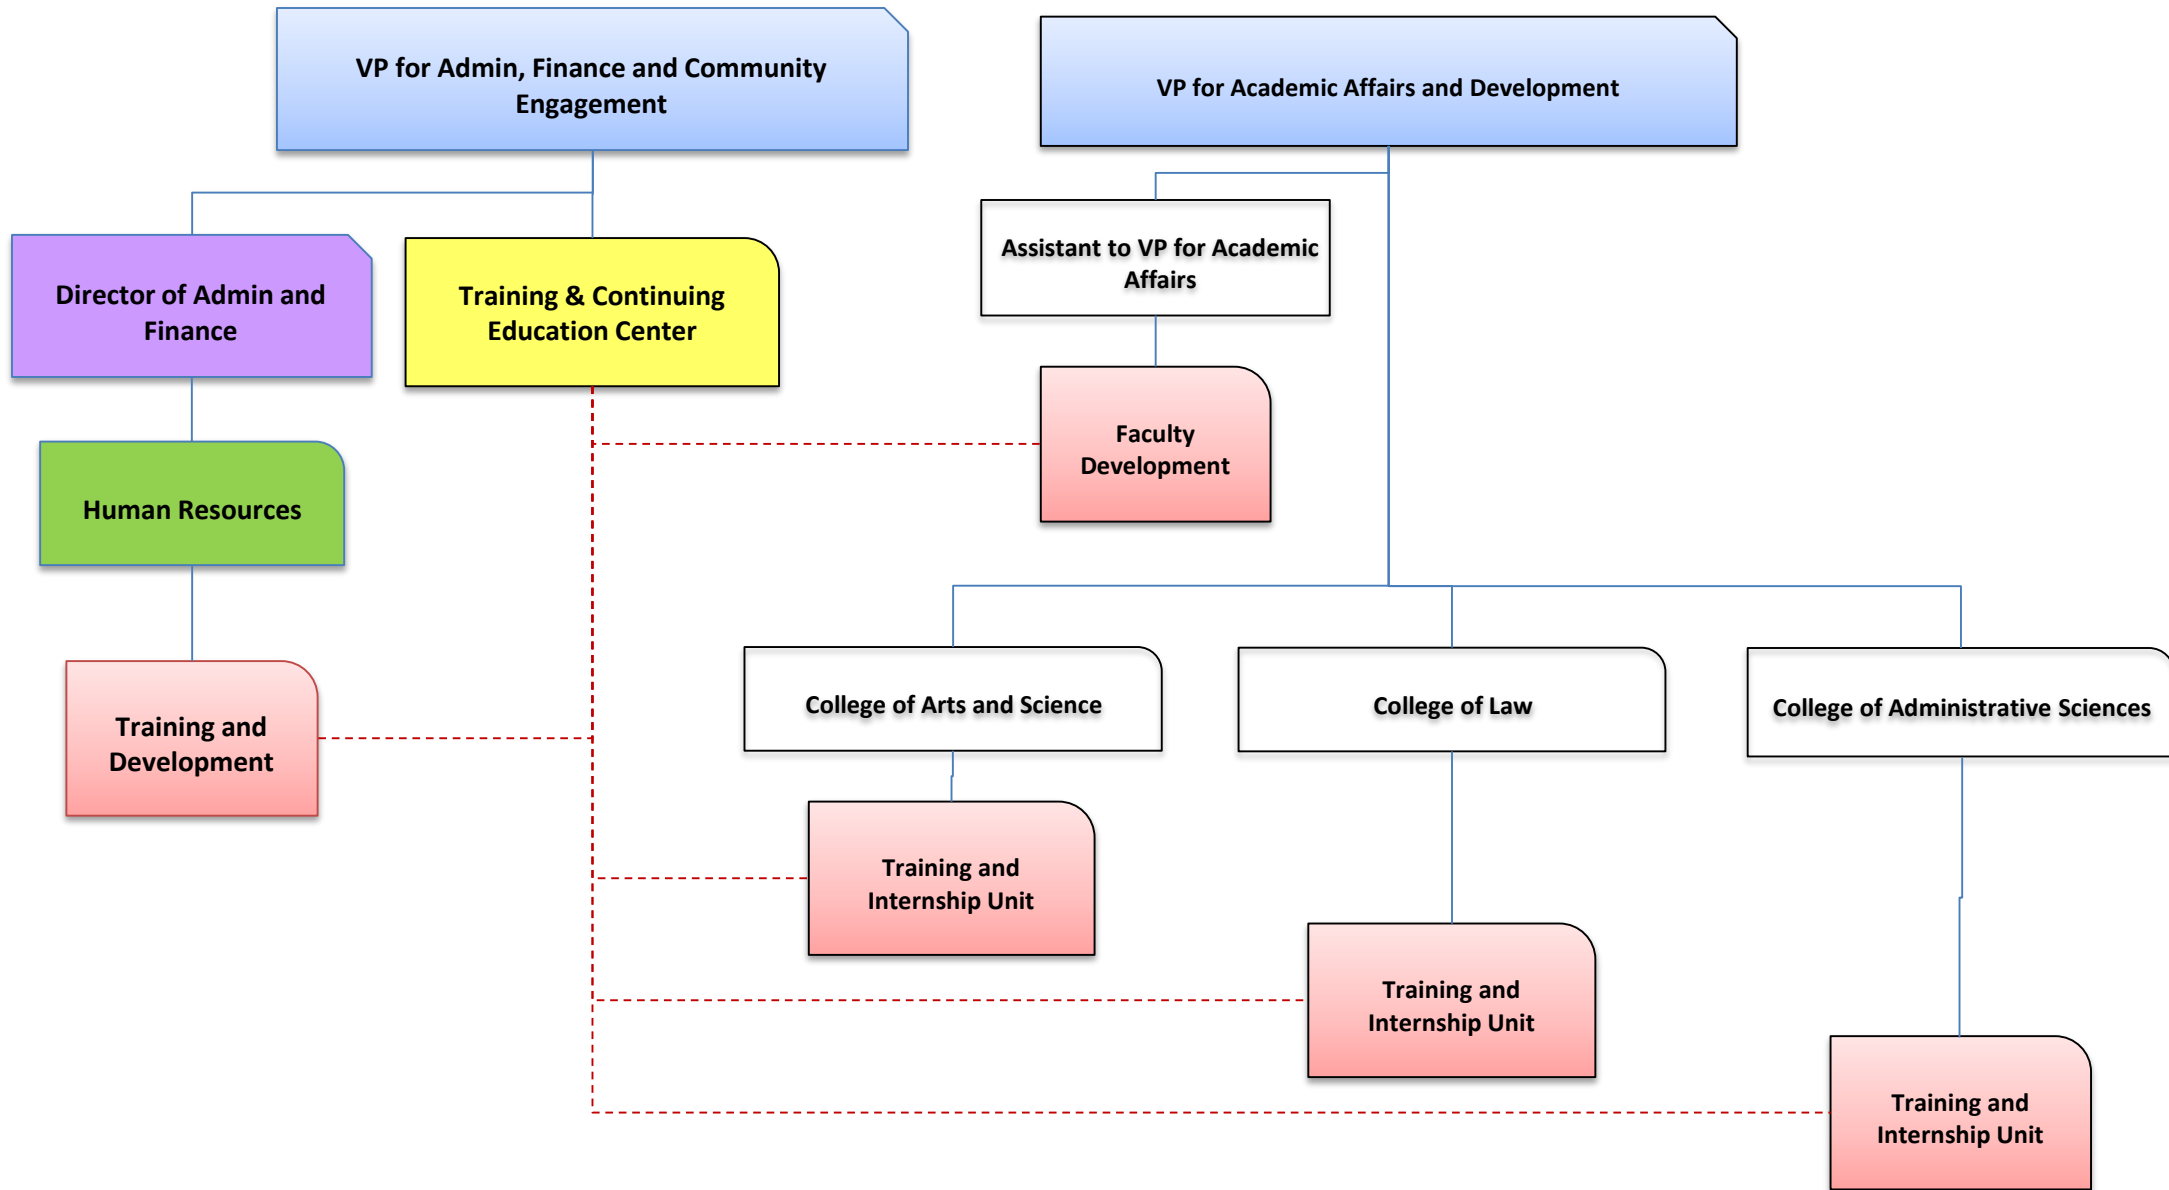 VP for Admin, Finance and Community
Engagement
VP for Academic Affairs and Development
Assistant to VP for Academic
Affairs
Director of Admin and
Finance
Training & Continuing
Education Center
Faculty
Development
Human Resources
College of Arts and Science
College of Law
College of Administrative Sciences
Training and
Development
Training and
Internship Unit
Training and
Internship Unit
Training and
Internship Unit